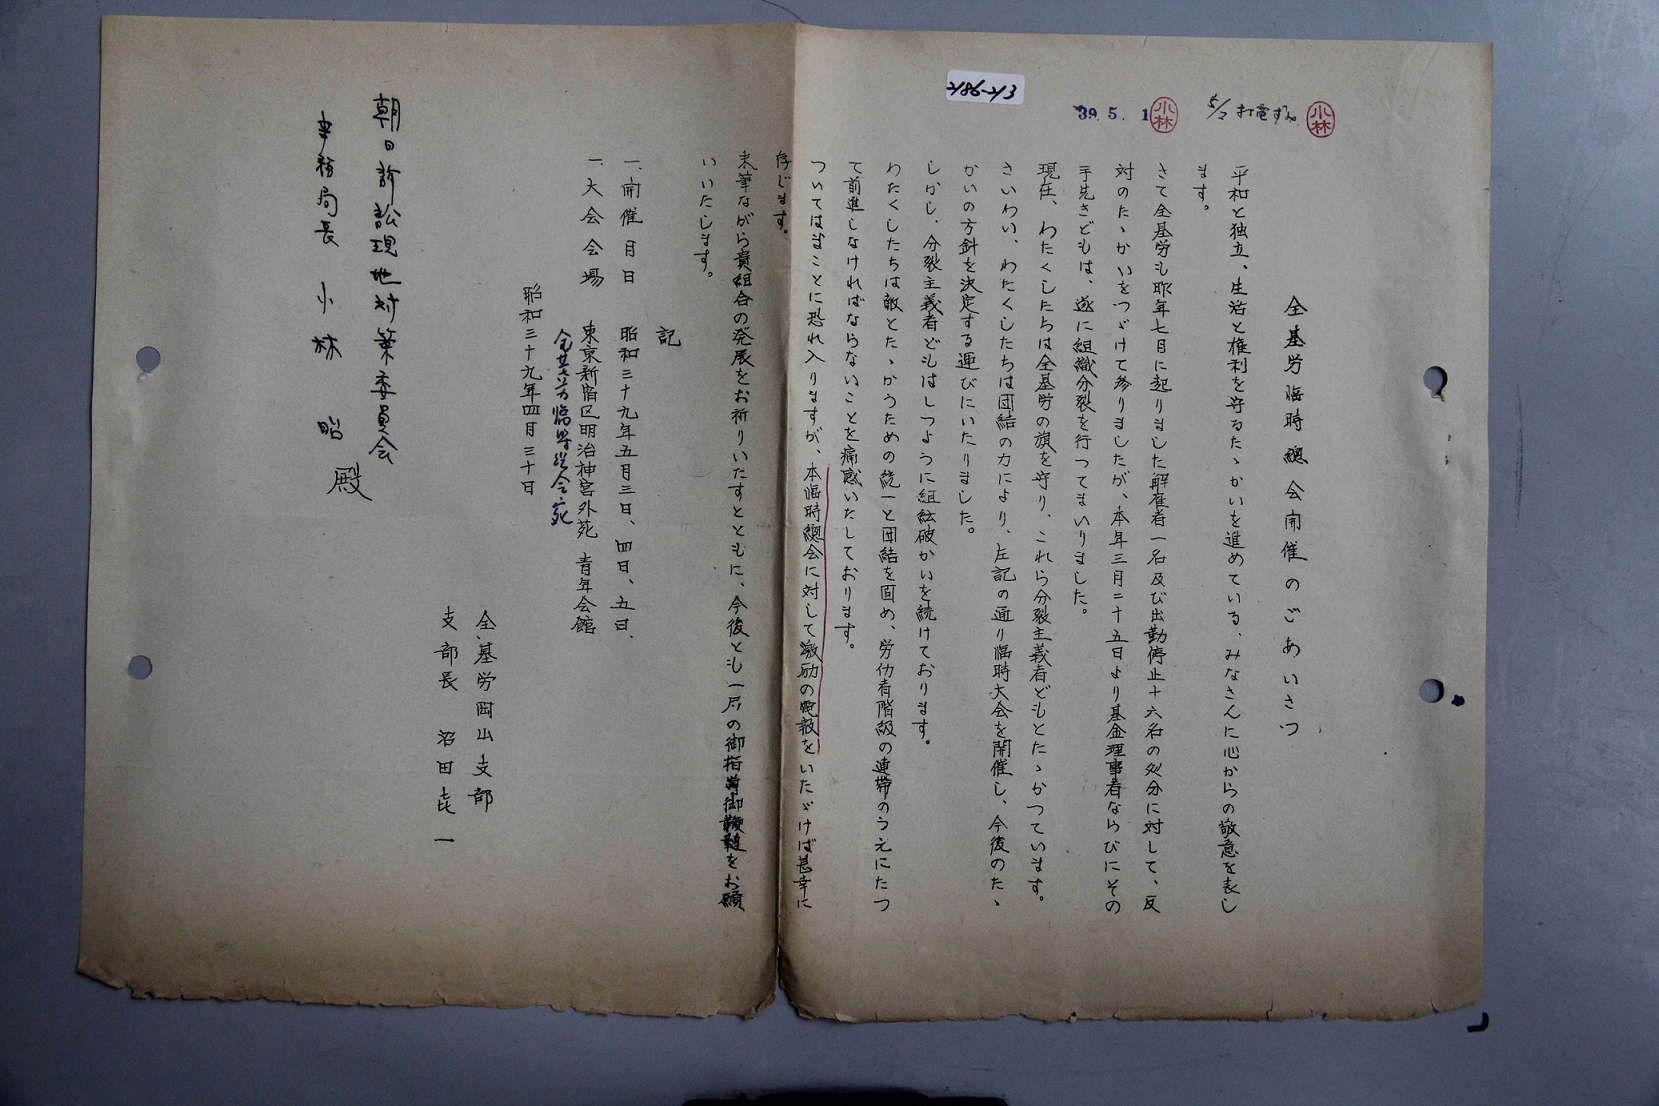 2186-213
39.5.1
小林
5/2 打電ずみ
小林
全基労臨時總会開催のごあいさつ
平和と独立、生活と権利を守るたゝかいを進めている、みなさんに心からの敬意を表し
ます。
さて全基労も昨年七月に起りました解雇者一名及び出勤停止十六名の処分に対して、反
対のたゝかいをつゞけて参りましたが、本年三月二十五日より基金理事者ならびにその
手先きどもは、遂に組織分裂を行つてまいりました。
現在、わたくしたちは全基労の旗を守り、これら分裂主義者どもとたゝかつています。
さいわい、わたくしたちは団結の力により、左記の通り臨時大会を開催し、今後のたゝ
かいの方針を決定する運びにいたりました。
しかし、分裂主義者どもはしつように組織破かいを続けております。
わたくしたちは敵とたゝかうための統一と団結を固め、労仂者階級の連帯のうえにたつ
て前進しなければならないことを痛感いたしております。
ついてはまことに恐れ入りますが、本臨時總会に対して激励の電報をいたゞけば甚幸に
存じます。
末筆ながら貴組合の発展をお祈りいたすとともに、今後とも一层の御指導御鞭韃をお願
いいたします。
記
一、開催月日 昭和三十九年五月三日、四日、五日、
一、大会会場 東京新宿区明治神宮外苑 青年会館
全基労臨時総会宛
昭和三十九年四月三十日
全基労岡山支部
支部長 沼田㐂一
朝日訴訟現地対策委員会
事務局長 小林 昭 殿